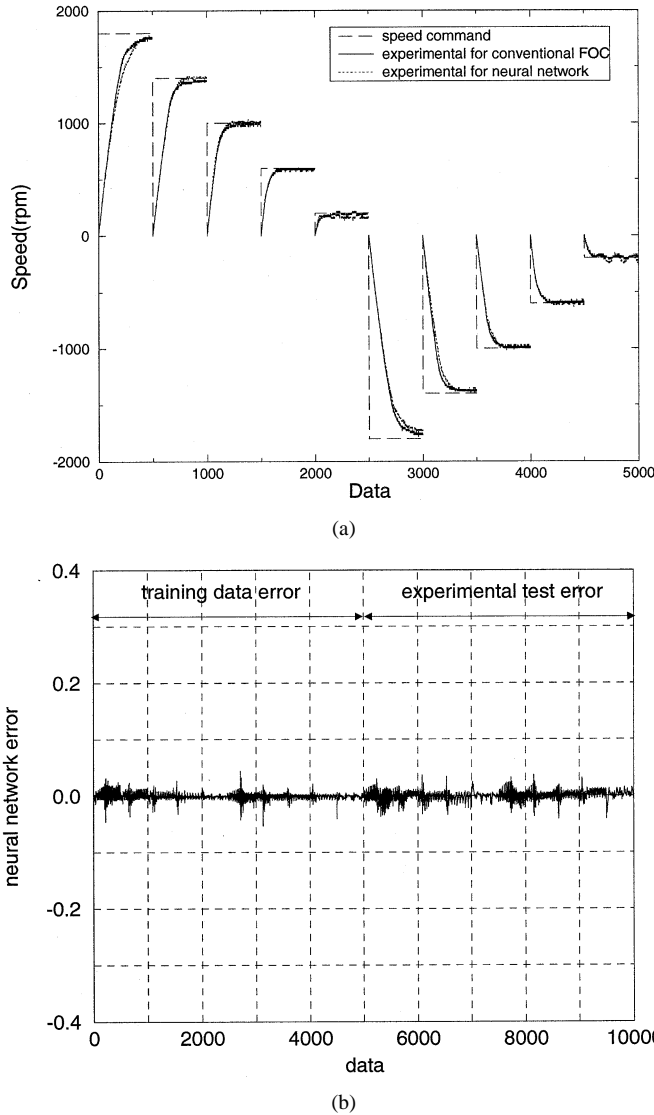 2000
speed command
experimental for conventional FOC
experimental for neural network
1000
0
-1000
-2000
Speed(rpm)
0
1000
2000
3000
4000
5000
Data
(a)
0.4
training data error
experimental test error
0.2
0.0
-0.2
-0.4
neural network error
0
2000
4000
6000
8000
10000
data
(b)